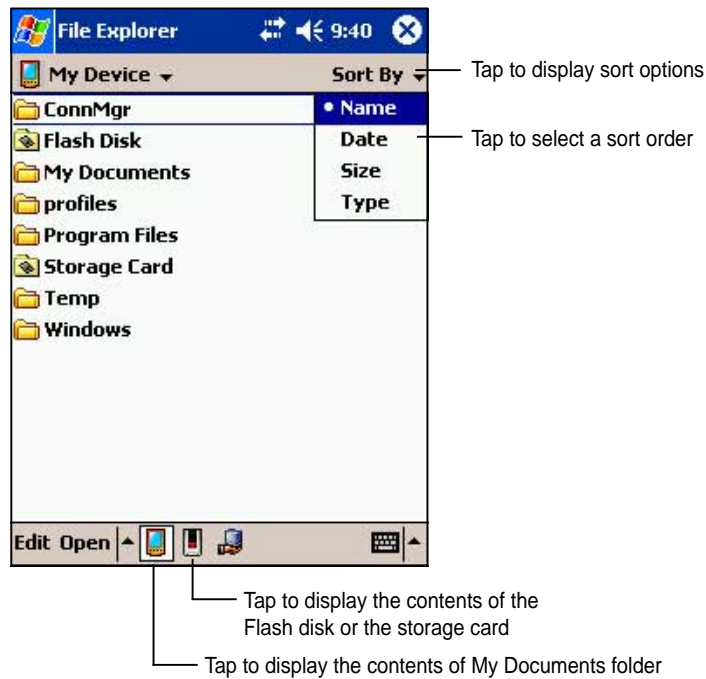 File Explorer 9:40
My Device Sort By
Tap to display sort options
ConnMgr
Name
Flash Disk
Date
Tap to select a sort order
My Documents
Size
profiles
Type
Program Files
Storage Card
Temp
Windows
Edit Open
Tap to display the contents of the
Flash disk or the storage card
Tap to display the contents of My Documents folder